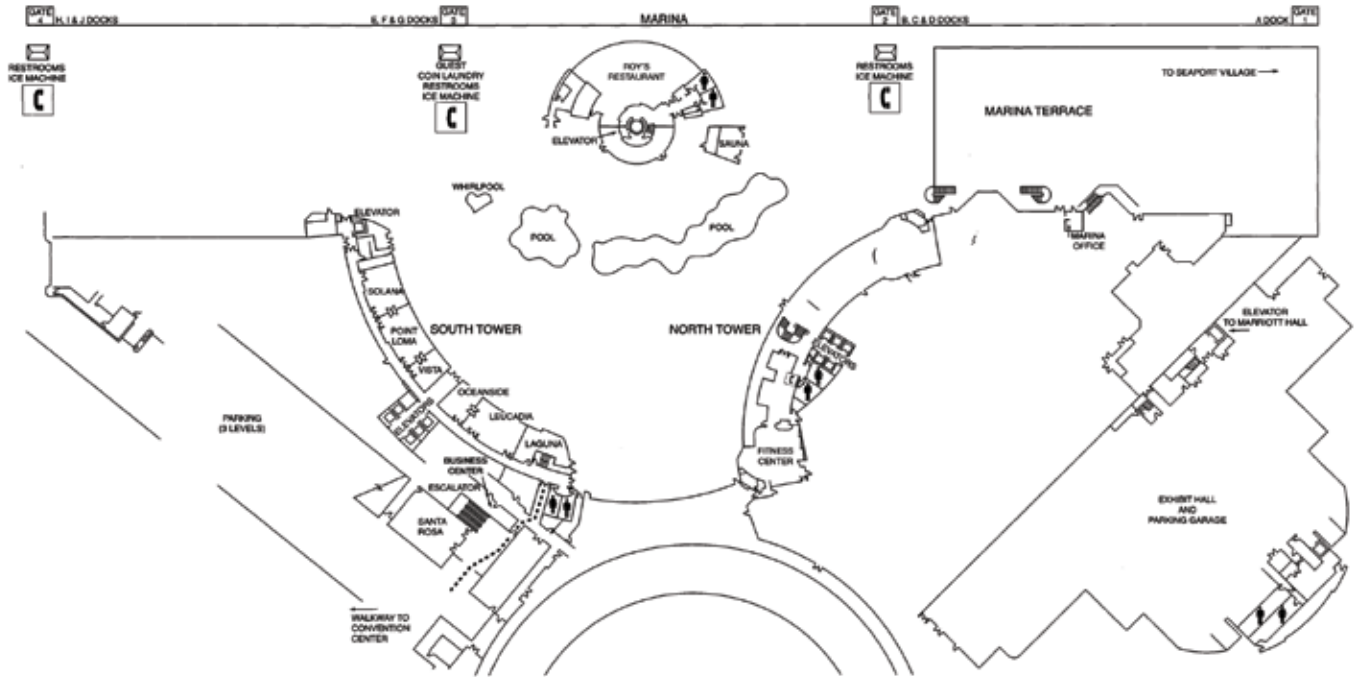 GATE
4
H, I & J DOCKS
E, F & G DOCKS
GATE
3
MARINA
GATE
2
B, C & D DOCKS
A DOCK
GATE
1
RESTROOMS
ICE MACHINE
GUEST
COIN LAUNDRY
RESTROOMS
ICE MACHINE
ROY'S
RESTAURANT
RESTROOMS
ICE MACHINE
TO SEAPORT VILLAGE
MARINA TERRACE
ELEVATOR
SAUNA
WHIRLPOOL
ELEVATOR
POOL
POOL
MARINA
OFFICE
SOLANA
POINT
LOMA
SOUTH TOWER
NORTH TOWER
ELEVATOR
TO MARRIOTT HALL
VISTA
ELEVATORS
OCEANSIDE
LEUCADIA
PARKING
(3 LEVELS)
ELEVATORS
LAGUNA
BUSINESS
CENTER
FITNESS
CENTER
ESCALATOR
SANTA
ROSA
EXHIBIT HALL
AND
PARKING GARAGE
WALKWAY TO
CONVENTION
CENTER